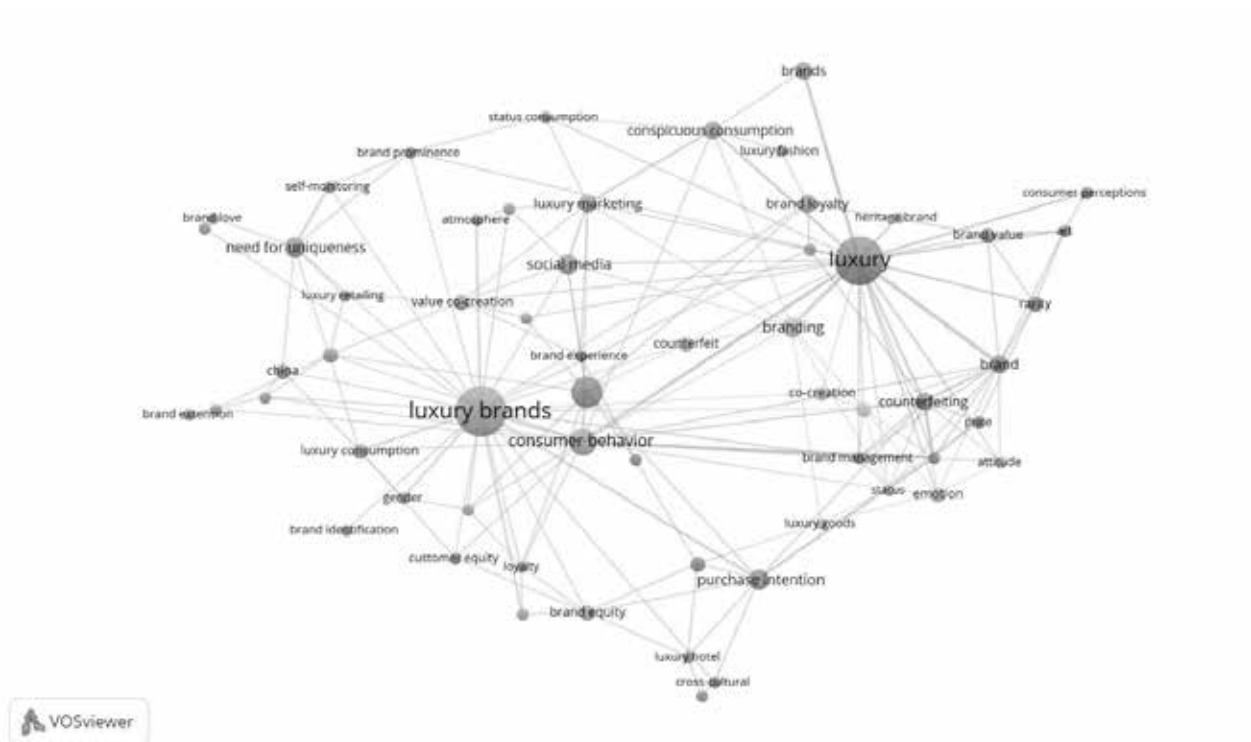 brands
status consumption
conspicuous consumption
luxury fashion
brand prominence
self-monitoring
consumer perceptions
brand love
atmosphere
luxury marketing
brand loyalty
heritage brand
brand value
art
need for uniqueness
social media
luxury
luxury retailing
value co-creation
rarity
branding
counterfeit
brand experience
china
brand
co-creation
counterfeiting
brand extention
luxury brands
price
consumer behavior
luxury consumption
brand management
attitude
gender
status
emotion
brand identification
luxury goods
customer equity
loyalty
purchase intention
brand equity
luxury hotel
cross cultural
VOSviewer